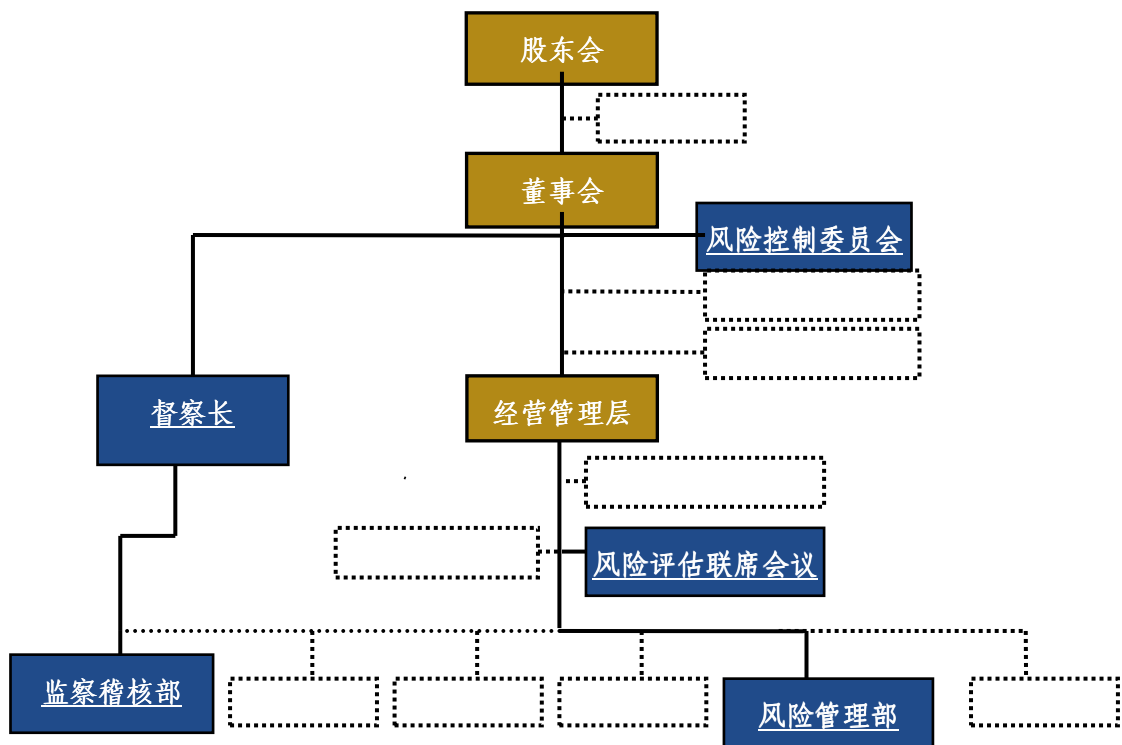 股东会
董事会
风险控制委员会
督察长
经营管理层
风险评估联席会议
监察稽核部
风险管理部